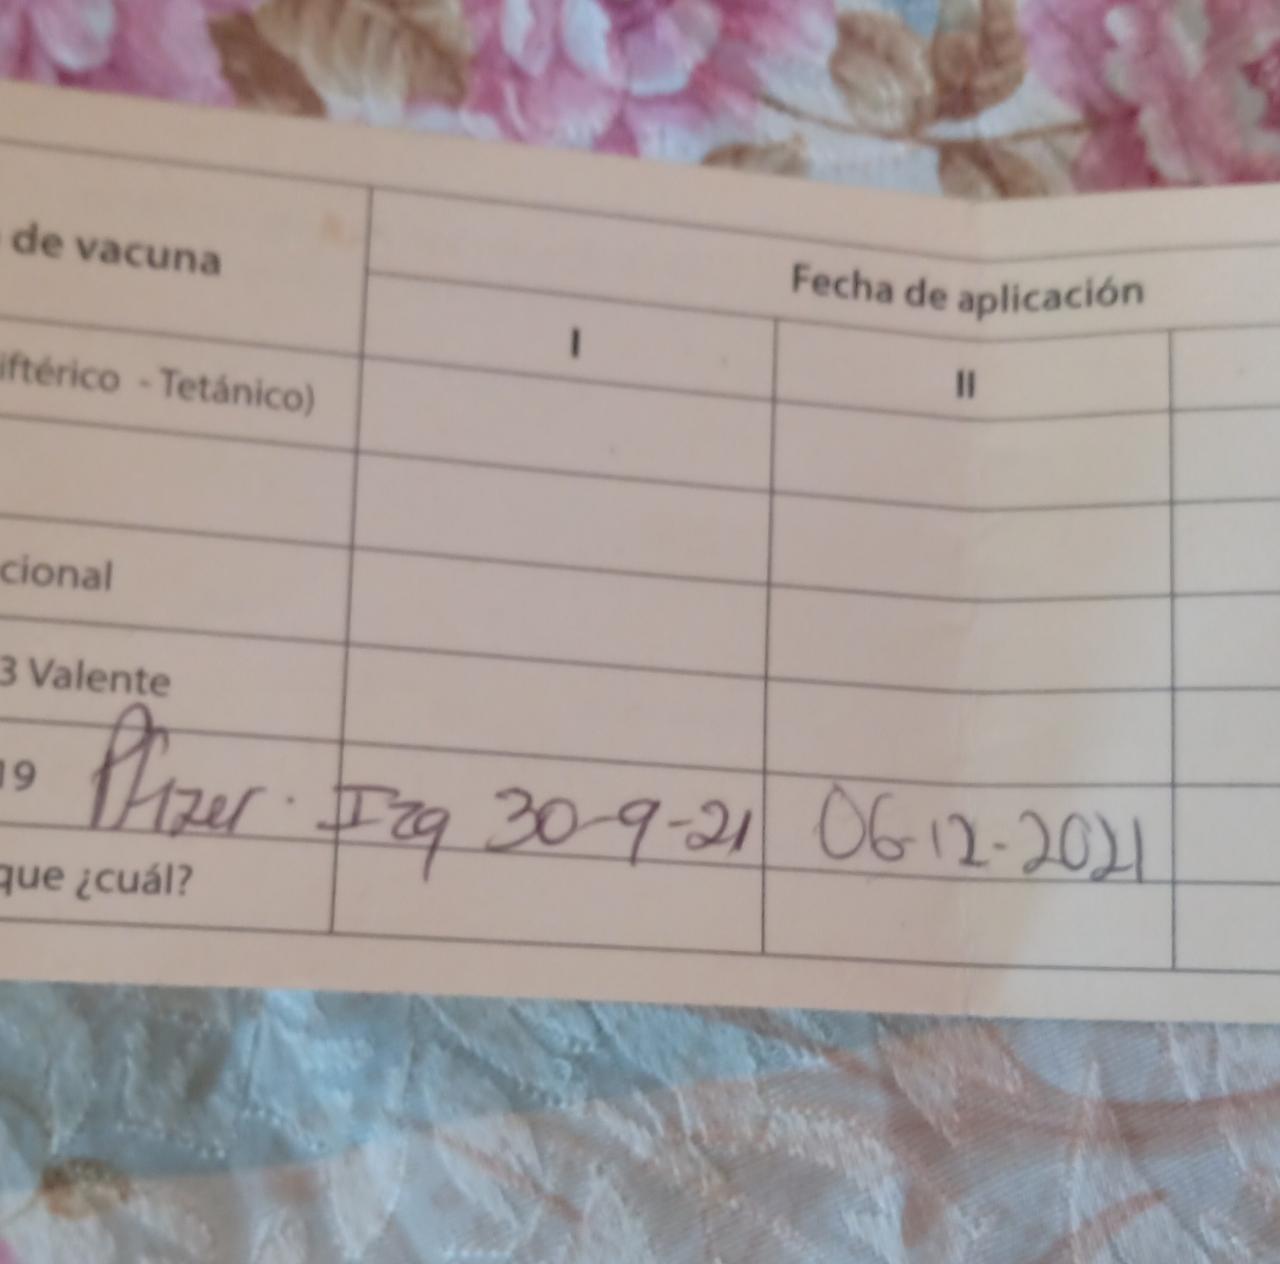 de vacuna
Fecha de aplicación
I
II
iftérico - Tetánico)
cional
3 Valente
19 Pfizer. Izq 30-9-21 06-12-2021
que ¿cuál?